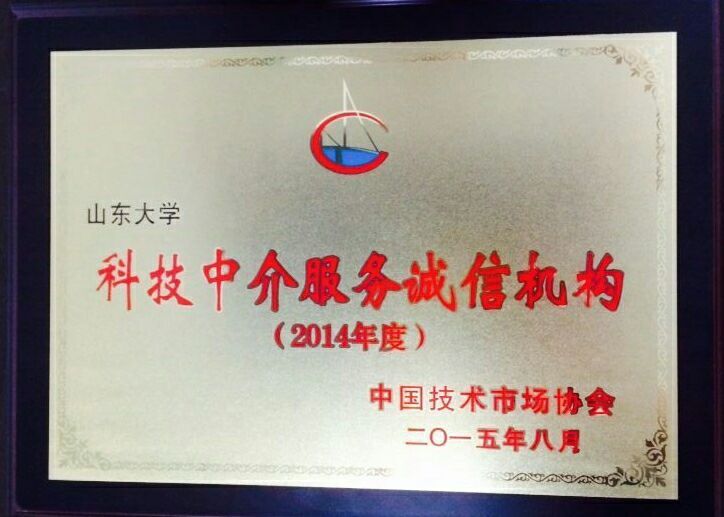 山东大学
科技中介服务诚信机构
（2014年度）
中国技术市场协会
二〇一五年八月